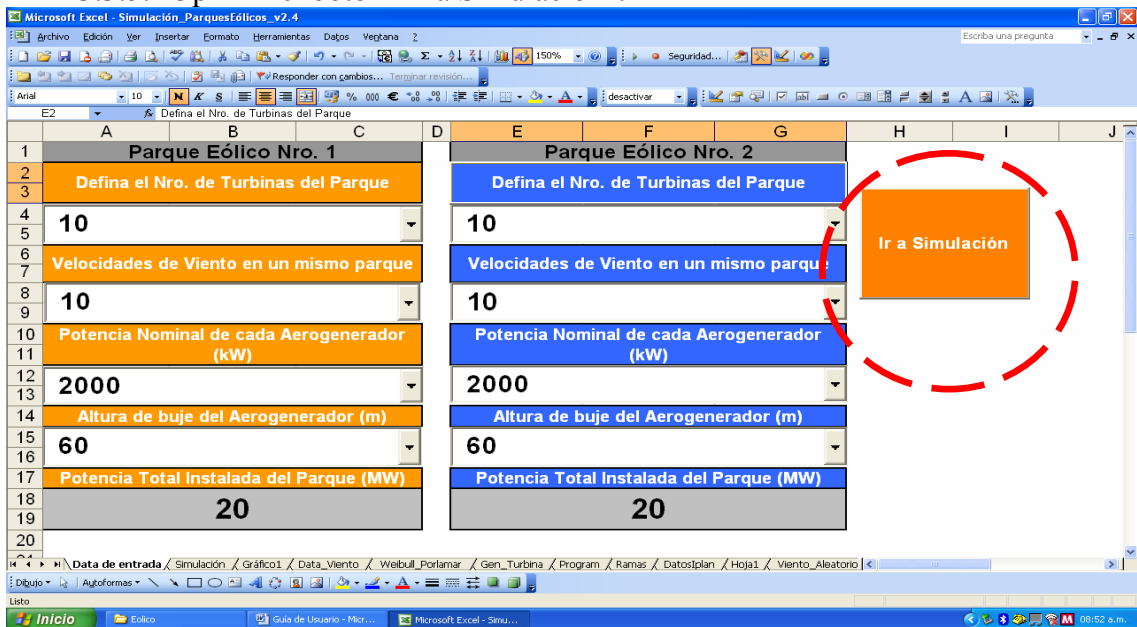 Microsoft Excel - Simulación_ParquesEólicos_v2.4
Archivo Edición Ver Insertar Formato Herramientas Datos Ventana ?
Escriba una pregunta
150%
Seguridad...
Responder con cambios... Terminar revisión...
Arial 10 N K S % 000 € desactivar
E2 fx Defina el Nro. de Turbinas del Parque
A B C D E F G H I J
1 Parque Eólico Nro. 1 Parque Eólico Nro. 2
2
3 Defina el Nro. de Turbinas del Parque Defina el Nro. de Turbinas del Parque
4
5 10 10
Ir a Simulación
6
7 Velocidades de Viento en un mismo parque Velocidades de Viento en un mismo parque
8
9 10 10
10 Potencia Nominal de cada Aerogenerador Potencia Nominal de cada Aerogenerador
11 (kW) (kW)
12
13 2000 2000
14 Altura de buje del Aerogenerador (m) Altura de buje del Aerogenerador (m)
15
16 60 60
17 Potencia Total Instalada del Parque (MW) Potencia Total Instalada del Parque (MW)
18
19 20 20
20
Data de entrada / Simulación / Gráfico1 / Data_Viento / Weibull_Porlamar / Gen_Turbina / Program / Ramas / DatosIplan / Hoja1 / Viento_Aleatorio
Dibujo Autoformas
Listo
Inicio Eolico Guia de Usuario - Micr... Microsoft Excel - Simu... 08:52 a.m.